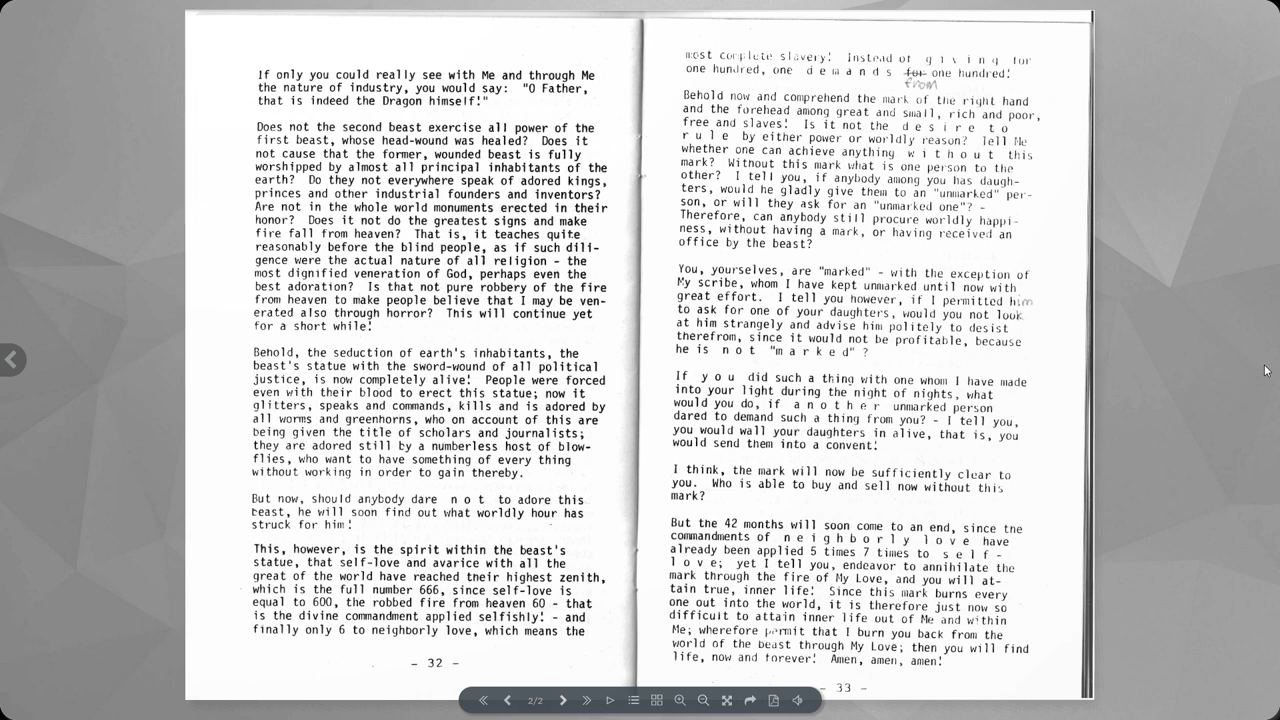 If only you could really see with Me and through Me
the nature of industry, you would say:  "O Father,
that is indeed the Dragon himself!"
Does not the second beast exercise all power of the
first beast, whose head-wound was healed?  Does it
not cause that the former, wounded beast is fully
worshipped by almost all principal inhabitants of the
earth?  Do they not everywhere speak of adored kings,
princes and other industrial founders and inventors?
Are not in the whole world monuments erected in their
honor?  Does it not do the greatest signs and make
fire fall from heaven?  That is, it teaches quite
reasonably before the blind people, as if such dili-
gence were the actual nature of all religion - the
most dignified veneration of God, perhaps even the
best adoration?  Is that not pure robbery of the fire
from heaven to make people believe that I may be ven-
erated also through horror?  This will continue yet
for a short while!
Behold, the seduction of earth's inhabitants, the
beast's statue with the sword-wound of all political
justice, is now completely alive!  People were forced
even with their blood to erect this statue; now it
glitters, speaks and commands, kills and is adored by
all worms and greenhorns, who on account of this are
being given the title of scholars and journalists;
they are adored still by a numberless host of blow-
flies, who want to have something of every thing
without working in order to gain thereby.
But now, should anybody dare  n o t  to adore this
beast, he will soon find out what worldly hour has
struck for him!
This, however, is the spirit within the beast's
statue, that self-love and avarice with all the
great of the world have reached their highest zenith,
which is the full number 666, since self-love is
equal to 600, the robbed fire from heaven 60 - that
is the divine commandment applied selfishly! - and
finally only 6 to neighborly love, which means the
- 32 -
most complete slavery!  Instead of  g i v i n g  for
one hundred, one  d e m a n d s  for one hundred!
from
Behold now and comprehend the mark of the right hand
and the forehead among great and small, rich and poor,
free and slaves!  Is it not the  d e s i r e  t o
r u l e  by either power or worldly reason?  Tell Me
whether one can achieve anything  w i t h o u t  this
mark?  Without this mark what is one person to the
other?  I tell you, if anybody among you has daugh-
ters, would he gladly give them to an "unmarked" per-
son, or will they ask for an "unmarked one"? -
Therefore, can anybody still procure worldly happi-
ness, without having a mark, or having received an
office by the beast?
You, yourselves, are "marked" - with the exception of
My scribe, whom I have kept unmarked until now with
great effort.  I tell you however, if I permitted him
to ask for one of your daughters, would you not look
at him strangely and advise him politely to desist
therefrom, since it would not be profitable, because
he is  n o t  "m a r k e d" ?
If  y o u  did such a thing with one whom I have made
into your light during the night of nights, what
would you do, if  a n o t h e r  unmarked person
dared to demand such a thing from you? - I tell you,
you would wall your daughters in alive, that is, you
would send them into a convent!
I think, the mark will now be sufficiently clear to
you.  Who is able to buy and sell now without this
mark?
But the 42 months will soon come to an end, since the
commandments of  n e i g h b o r l y  l o v e  have
already been applied 5 times 7 times to  s e l f -
l o v e;  yet I tell you, endeavor to annihilate the
mark through the fire of My Love, and you will at-
tain true, inner life!  Since this mark burns every
one out into the world, it is therefore just now so
difficult to attain inner life out of Me and within
Me; wherefore permit that I burn you back from the
world of the beast through My Love; then you will find
life, now and forever!  Amen, amen, amen!
- 33 -
2/2